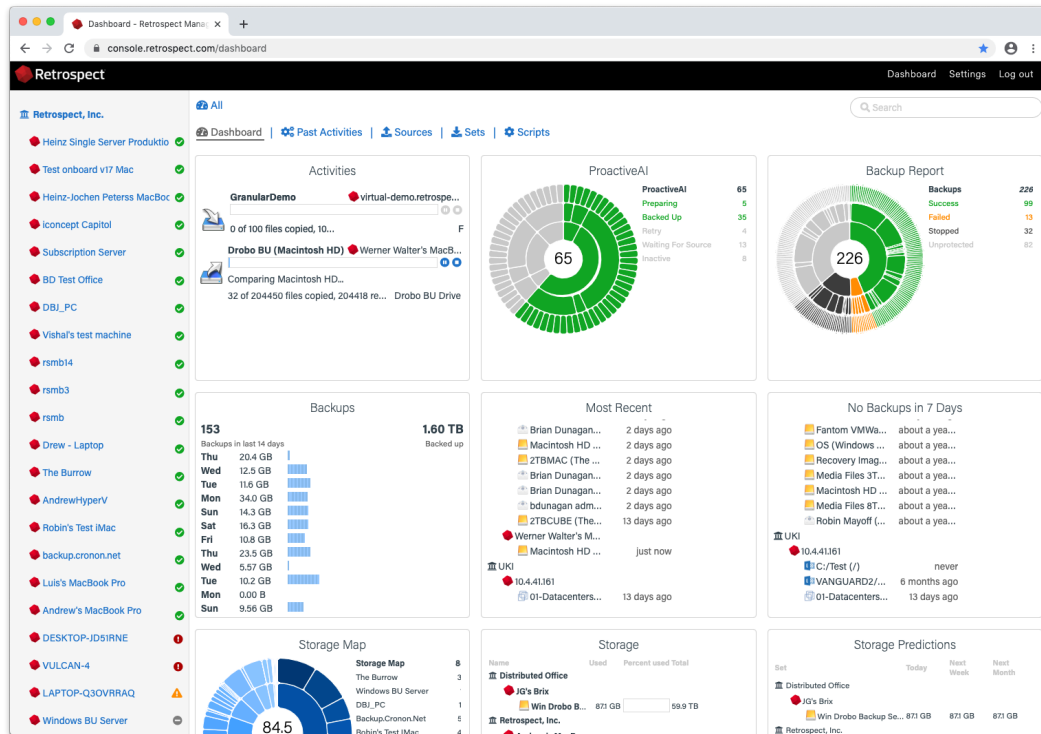 Dashboard - Retrospect Manag
console.retrospect.com/dashboard
Retrospect
Dashboard Settings Log out
Retrospect, Inc.
Heinz Single Server Produktio
Test onboard v17 Mac
Heinz-Jochen Peterss MacBoc
iconcept Capitol
Subscription Server
BD Test Office
DBJ_PC
Vishal's test machine
rsmb14
rsmb3
rsmb
Drew - Laptop
The Burrow
AndrewHyperV
Robin's Test iMac
backup.cronon.net
Luis's MacBook Pro
Andrew's MacBook Pro
DESKTOP-JD51RNE
VULCAN-4
LAPTOP-Q3OVRRAQ
Windows BU Server
All
Search
Dashboard | Past Activities | Sources | Sets | Scripts
Activities
GranularDemo virtual-demo.retrospe...
0 of 100 files copied, 10... F
Drobo BU (Macintosh HD) Werner Walter's MacB...
Comparing Macintosh HD...
32 of 204450 files copied, 204418 re... Drobo BU Drive
ProactiveAI
65
ProactiveAI 65
Preparing 5
Backed Up 35
Retry 4
Waiting For Source 13
Inactive 8
Backup Report
226
Backups 226
Success 99
Failed 13
Stopped 32
Unprotected 82
Backups
153 1.60 TB
Backups in last 14 days Backed up
Thu 20.4 GB
Wed 12.5 GB
Tue 11.6 GB
Mon 34.0 GB
Sun 14.3 GB
Sat 16.3 GB
Fri 10.8 GB
Thu 23.5 GB
Wed 5.57 GB
Tue 10.2 GB
Mon 0.00 B
Sun 9.56 GB
Most Recent
Brian Dunagan... 2 days ago
Macintosh HD ... 2 days ago
2TBMAC (The ... 2 days ago
Brian Dunagan... 2 days ago
Brian Dunagan... 2 days ago
bdunagan adm... 2 days ago
2TBCUBE (The... 13 days ago
Werner Walter's M...
Macintosh HD ... just now
UKI
10.4.41.161
01-Datacenters... 13 days ago
No Backups in 7 Days
Fantom VMWa... about a yea...
OS (Windows ... about a yea...
Recovery Imag... about a yea...
Media Files 3T... about a yea...
Macintosh HD ... about a yea...
Media Files 8T... about a yea...
Robin Mayoff (... about a yea...
UKI
10.4.41.161
C:/Test (/) never
VANGUARD2/... 6 months ago
01-Datacenters... 13 days ago
Storage Map
84.5
Storage Map 8
The Burrow 3
Windows BU Server
DBJ_PC 1
Backup.Cronon.Net 5
Robin's Test iMac 4
Storage
Name Used Percent used Total
Distributed Office
JG's Brix
Win Drobo B... 871 GB 59.9 TB
Retrospect, Inc.
Storage Predictions
Set Today Next Week Next Month
Distributed Office
JG's Brix
Win Drobo Backup Se... 871 GB 871 GB 871 GB
Retrospect, Inc.